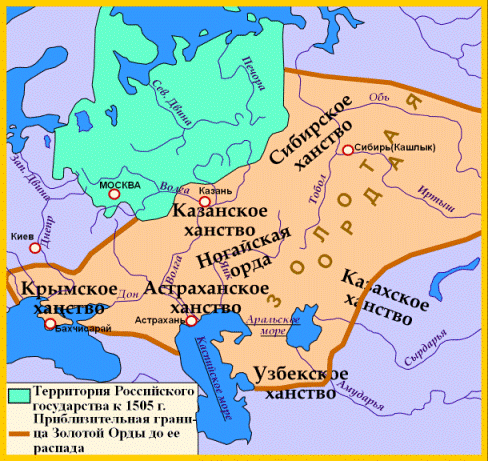 Печора
Сев. Двина
Обь
Сибирское
ханство
Сибирь(Кашлык)
ЗОЛОТАЯ
ОРДА
Зап. Двина
МОСКВА
Волга
Казань
Казанское
ханство
Тобол
Иртыш
Киев
Днепр
Ногайская
орда
Волга
Яик
Крымское
ханство
Дон
Астраханское
ханство
Казахское
ханство
Бахчисарай
Астрахань
Аральское
море
Каспийское море
Сырдарья
Узбекское
ханство
Амударья
Территория Российского
государства к 1505 г.
Приблизительная грани-
ца Золотой Орды до ее
распада